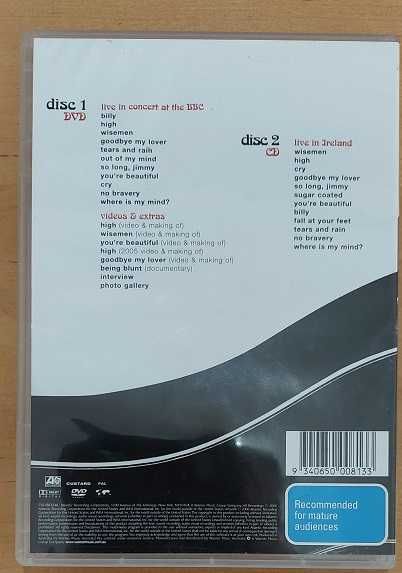 disc 1
DVD
live in concert at the BBC
billy
high
wisemen
goodbye my lover
tears and rain
out of my mind
so long, jimmy
you're beautiful
cry
no bravery
where is my mind?
videos & extras
high (video & making of)
wisemen (video & making of)
you're beautiful (video & making of)
high (2005 video & making of)
goodbye my lover (video & making of)
being blunt (documentary)
interview
photo gallery
disc 2
CD
live in Ireland
wisemen
high
cry
goodbye my lover
so long, jimmy
sugar coated
you're beautiful
billy
fall at your feet
tears and rain
no bravery
where is my mind?
CUSTARD PAL
DVD
9 340650 008133
Recommended
for mature
audiences